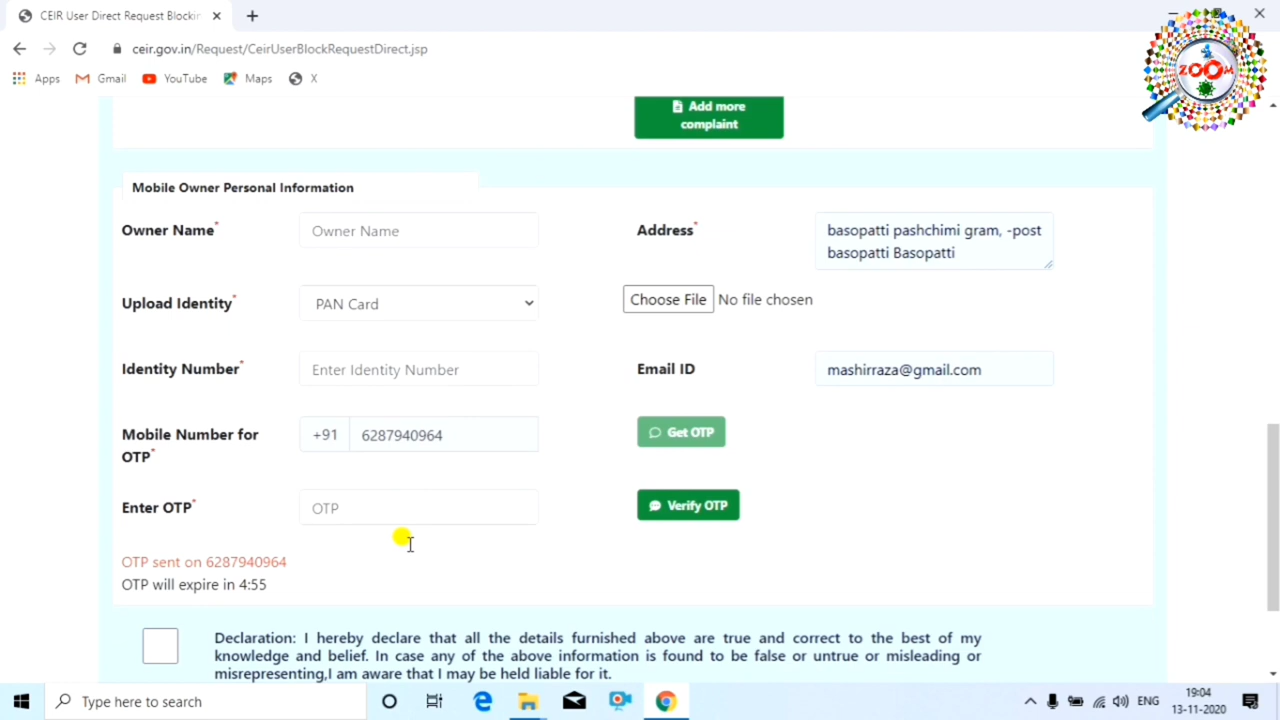 CEIR User Direct Request Blockin
ceir.gov.in/Request/CeirUserBlockRequestDirect.jsp
Apps Gmail YouTube Maps X
ZOOM
Add more
complaint
Mobile Owner Personal Information
Owner Name* Owner Name Address* basopatti pashchimi gram, -post
basopatti Basopatti
Upload Identity* PAN Card Choose File No file chosen
Identity Number* Enter Identity Number Email ID mashirraza@gmail.com
Mobile Number for +91 6287940964 Get OTP
OTP*
Enter OTP* OTP Verify OTP
OTP sent on 6287940964
OTP will expire in 4:55
Declaration: I hereby declare that all the details furnished above are true and correct to the best of my
knowledge and belief. In case any of the above information is found to be false or untrue or misleading or
misrepresenting,I am aware that I may be held liable for it.
Type here to search ENG 19:04
13-11-2020